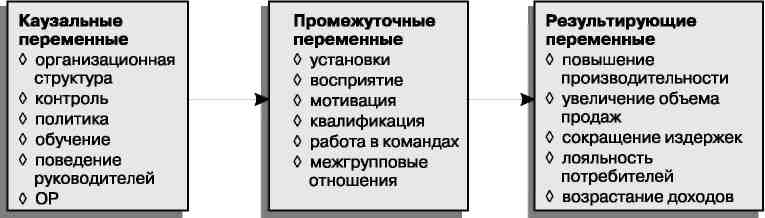 Каузальные
переменные
◊ организационная
структура
◊ контроль
◊ политика
◊ обучение
◊ поведение
руководителей
◊ ОР
Промежуточные
переменные
◊ установки
◊ восприятие
◊ мотивация
◊ квалификация
◊ работа в командах
◊ межгрупповые
отношения
Результирующие
переменные
◊ повышение
производительности
◊ увеличение объема
продаж
◊ сокращение издержек
◊ лояльность
потребителей
◊ возрастание доходов